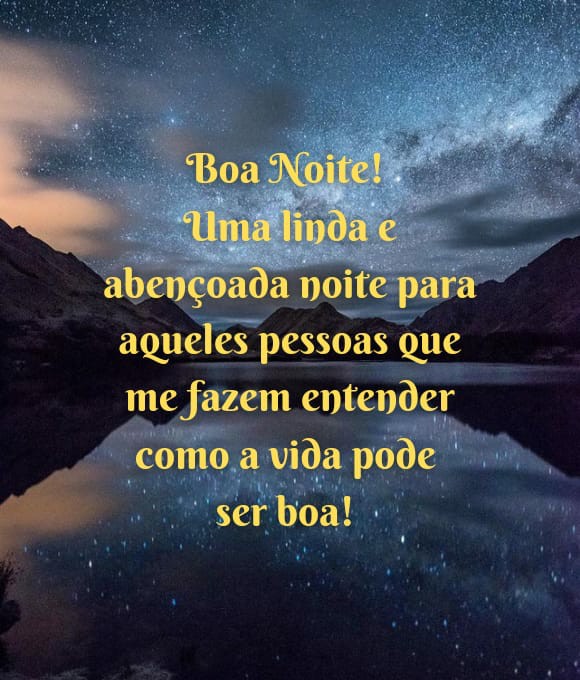 Boa Noite!
Uma linda e
abençoada noite para
aqueles pessoas que
me fazem entender
como a vida pode
ser boa!